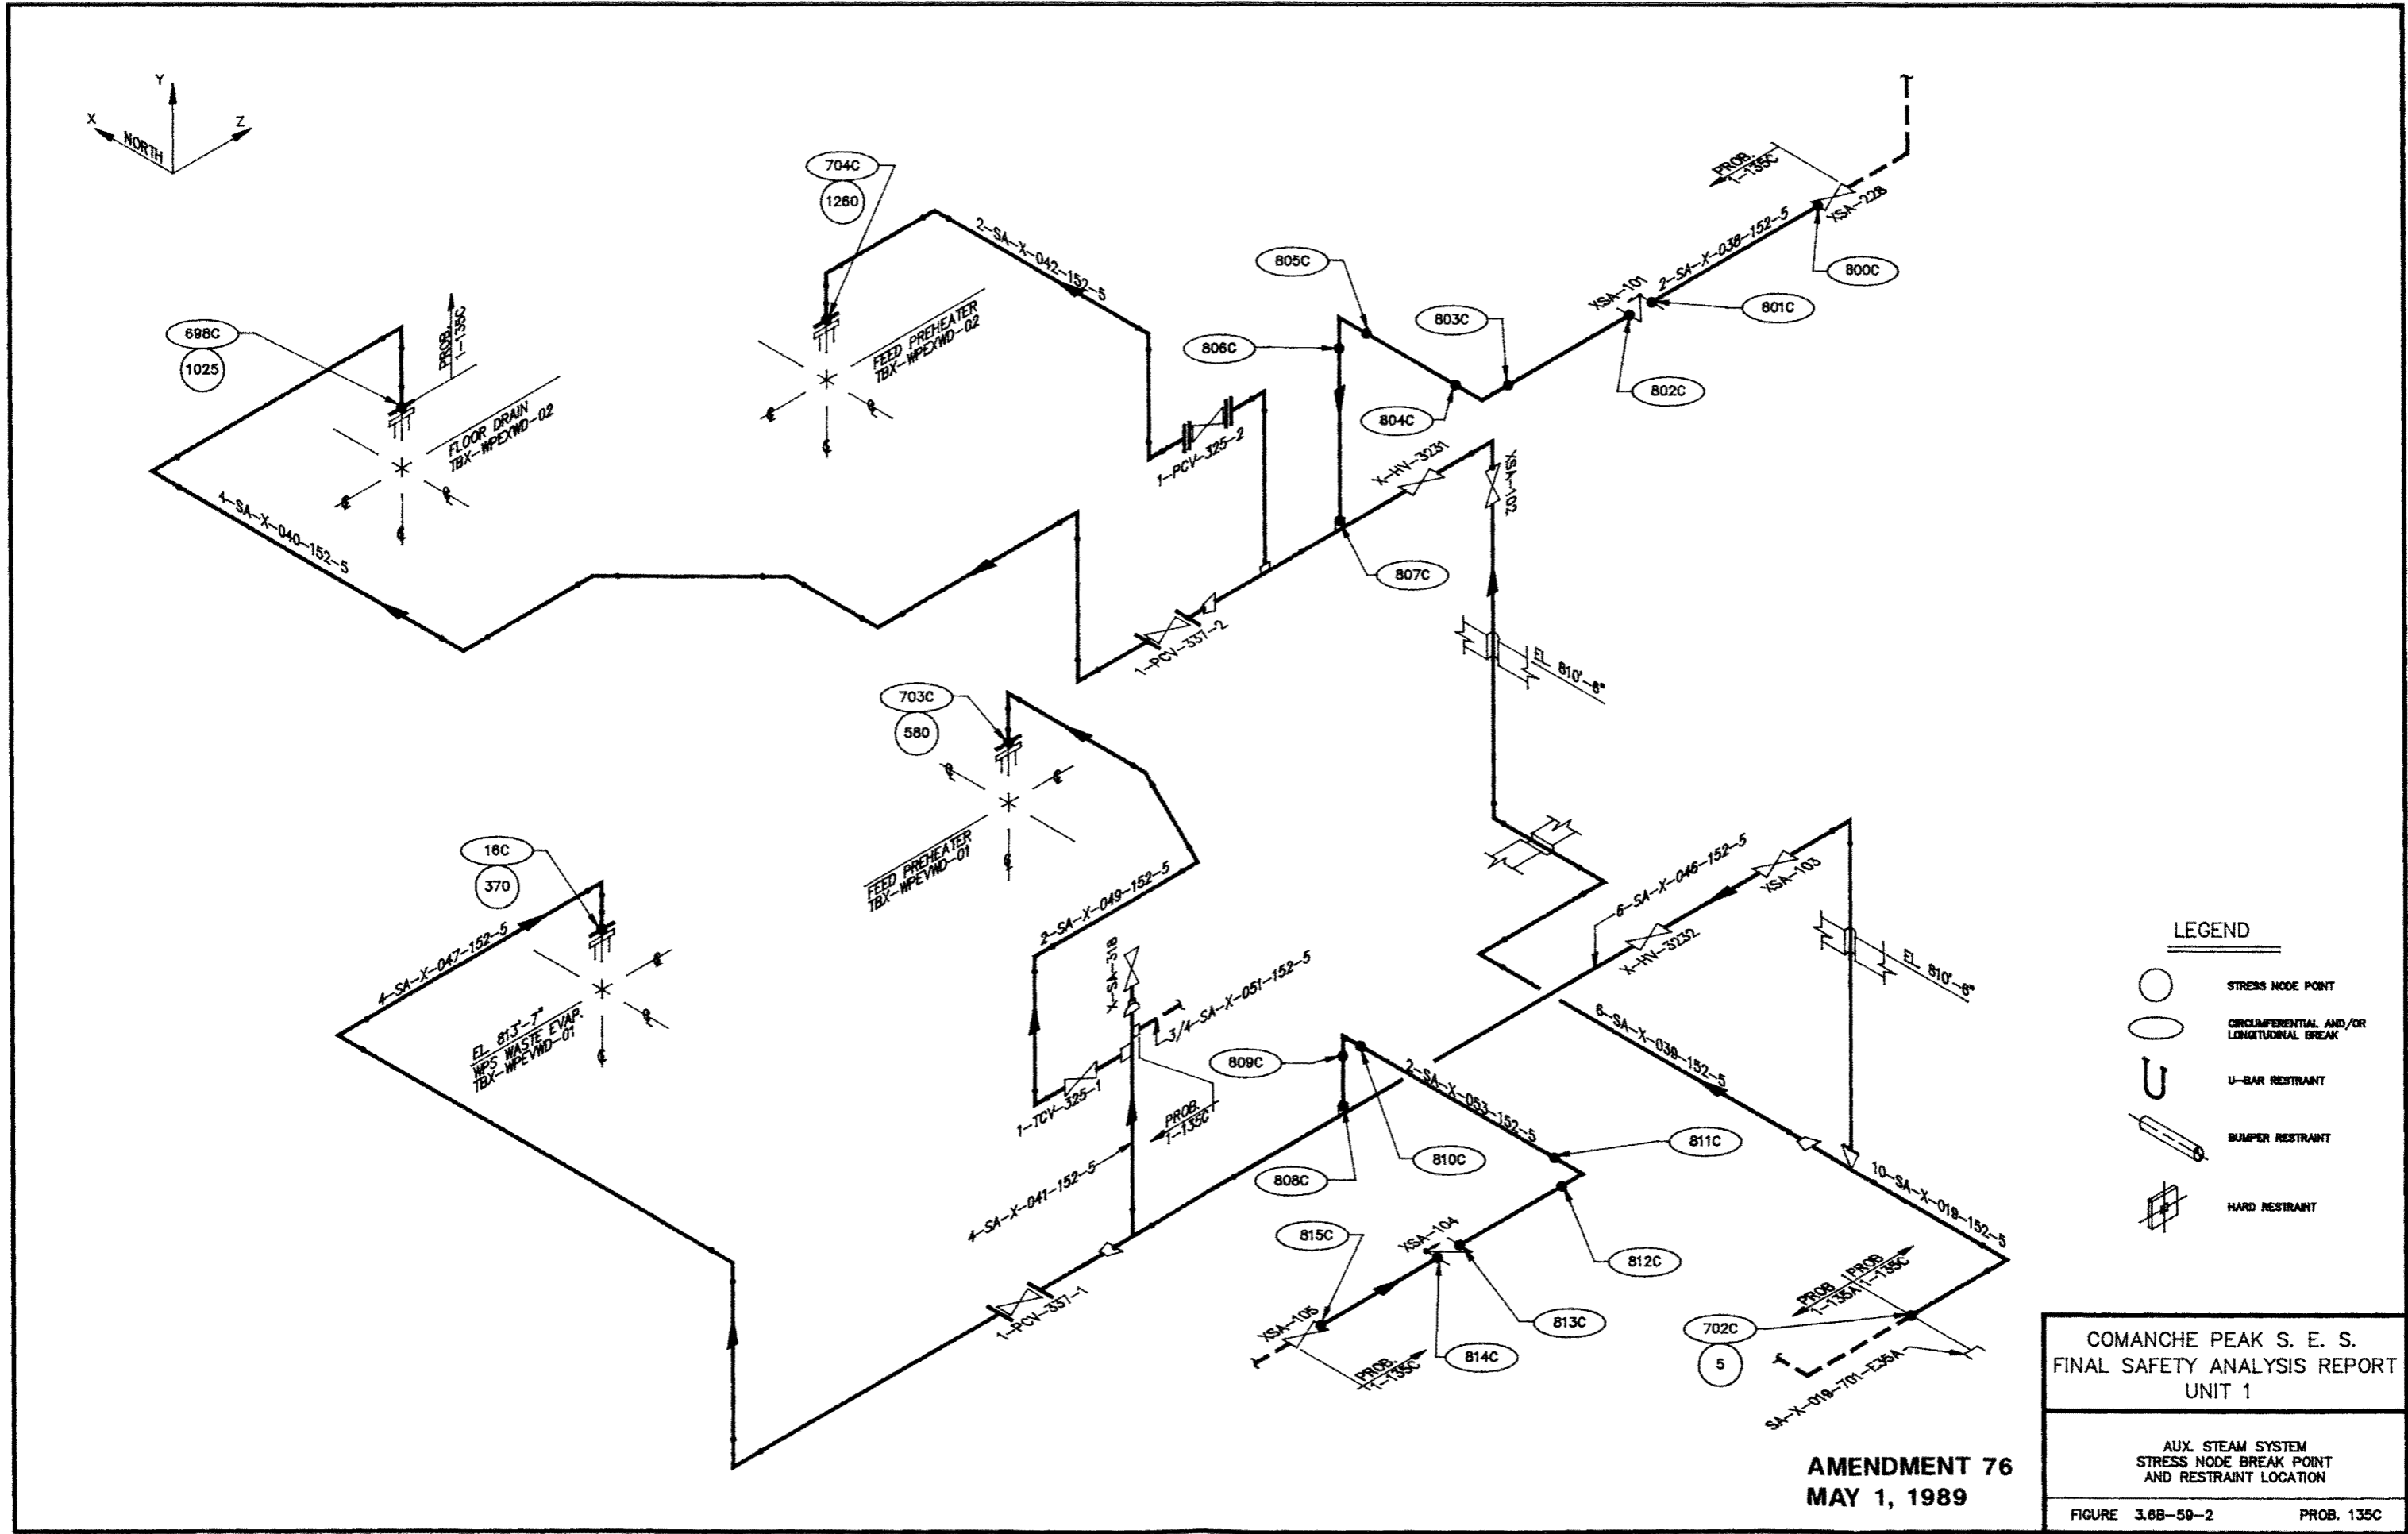 Y
X
Z
NORTH
704C
1260
2-SA-X-042-152-5
PROB.
1-135C
XSA-228
2-SA-X-038-152-5
800C
805C
XSA-101
801C
698C
1025
PROB.
1-135C
FEED PREHEATER
TBX-WPEXWD-02
806C
803C
802C
804C
FLOOR DRAIN
TBX-WPEXWD-02
1-PCV-325-2
X-HV-3231
XSA-102
4-SA-X-040-152-5
807C
1-PCV-337-2
EL. 810'-6"
703C
580
FEED PREHEATER
TBX-WPEVWD-01
16C
370
6-SA-X-046-152-5
XSA-103
2-SA-X-049-152-5
X-HV-3232
EL. 810'-6"
4-SA-X-047-152-5
X-SA-318
3/4-SA-X-051-152-5
EL. 813'-7"
WPS WASTE EVAP.
TBX-WPEVWD-01
6-SA-X-039-152-5
809C
2-SA-X-053-152-5
1-TCV-325-1
PROB.
1-135C
811C
810C
808C
4-SA-X-041-152-5
10-SA-X-019-152-5
815C
XSA-104
812C
PROB
1-135A
PROB
1-135C
1-PCV-337-1
XSA-105
813C
814C
PROB.
1-135C
702C
5
SA-X-019-701-E35A
LEGEND
STRESS NODE POINT
CIRCUMFERENTIAL AND/OR
LONGITUDINAL BREAK
U-BAR RESTRAINT
BUMPER RESTRAINT
HARD RESTRAINT
COMANCHE PEAK S. E. S.
FINAL SAFETY ANALYSIS REPORT
UNIT 1
AUX. STEAM SYSTEM
STRESS NODE BREAK POINT
AND RESTRAINT LOCATION
AMENDMENT 76
MAY 1, 1989
FIGURE 3.6B-59-2 PROB. 135C